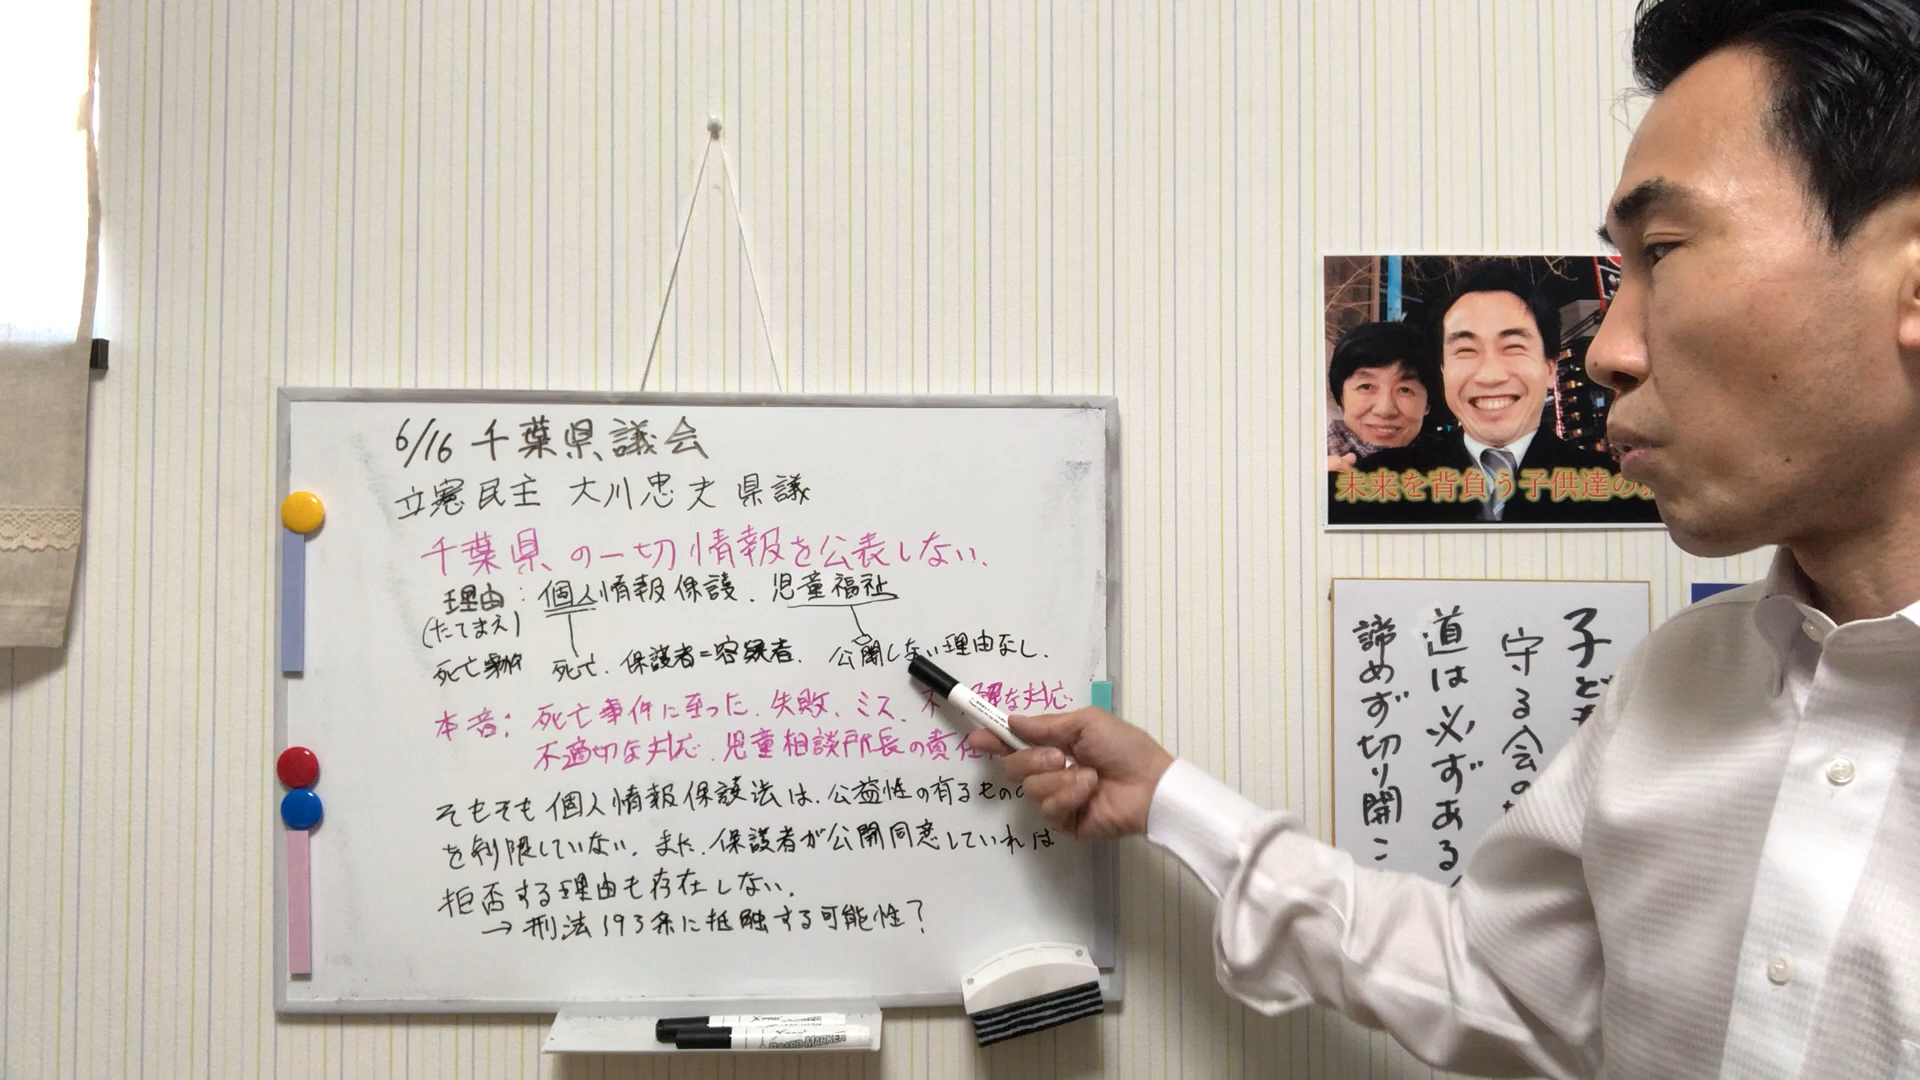 6/16 千葉県議会
立憲民主 大川忠夫 県議
千葉県の一切情報を公表しない.
理由:個人情報保護.児童福祉
(たてまえ)
死亡事件 死亡.保護者=容疑者. 公開しない理由なし.
本音:死亡事件に至った.失敗、ミス、不 な対応
不適切な対応.児童相談所長の責任
そもそも個人情報保護法は.公益性の有るもの
を制限していない.また.保護者が公開同意していれば
拒否する理由も存在しない.
→刑法193条に抵触する可能性?
未来を背負う子供達の
子ども
守る会の
道は必ずある!
諦めず切り開こ
BOARD MARKER